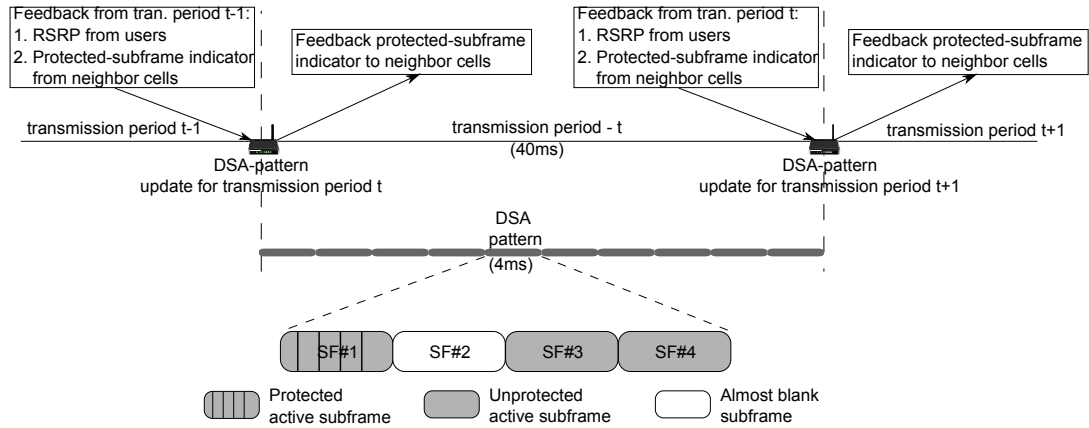 Feedback from tran. period t-1:
1. RSRP from users
2. Protected-subframe indicator
from neighbor cells
Feedback protected-subframe
indicator to neighbor cells
Feedback from tran. period t:
1. RSRP from users
2. Protected-subframe indicator
from neighbor cells
Feedback protected-subframe
indicator to neighbor cells
transmission period t-1
transmission period - t
(40ms)
transmission period t+1
DSA-pattern
update for transmission period t
DSA-pattern
update for transmission period t+1
DSA
pattern
(4ms)
SF#1
SF#2
SF#3
SF#4
Protected
active subframe
Unprotected
active subframe
Almost blank
subframe